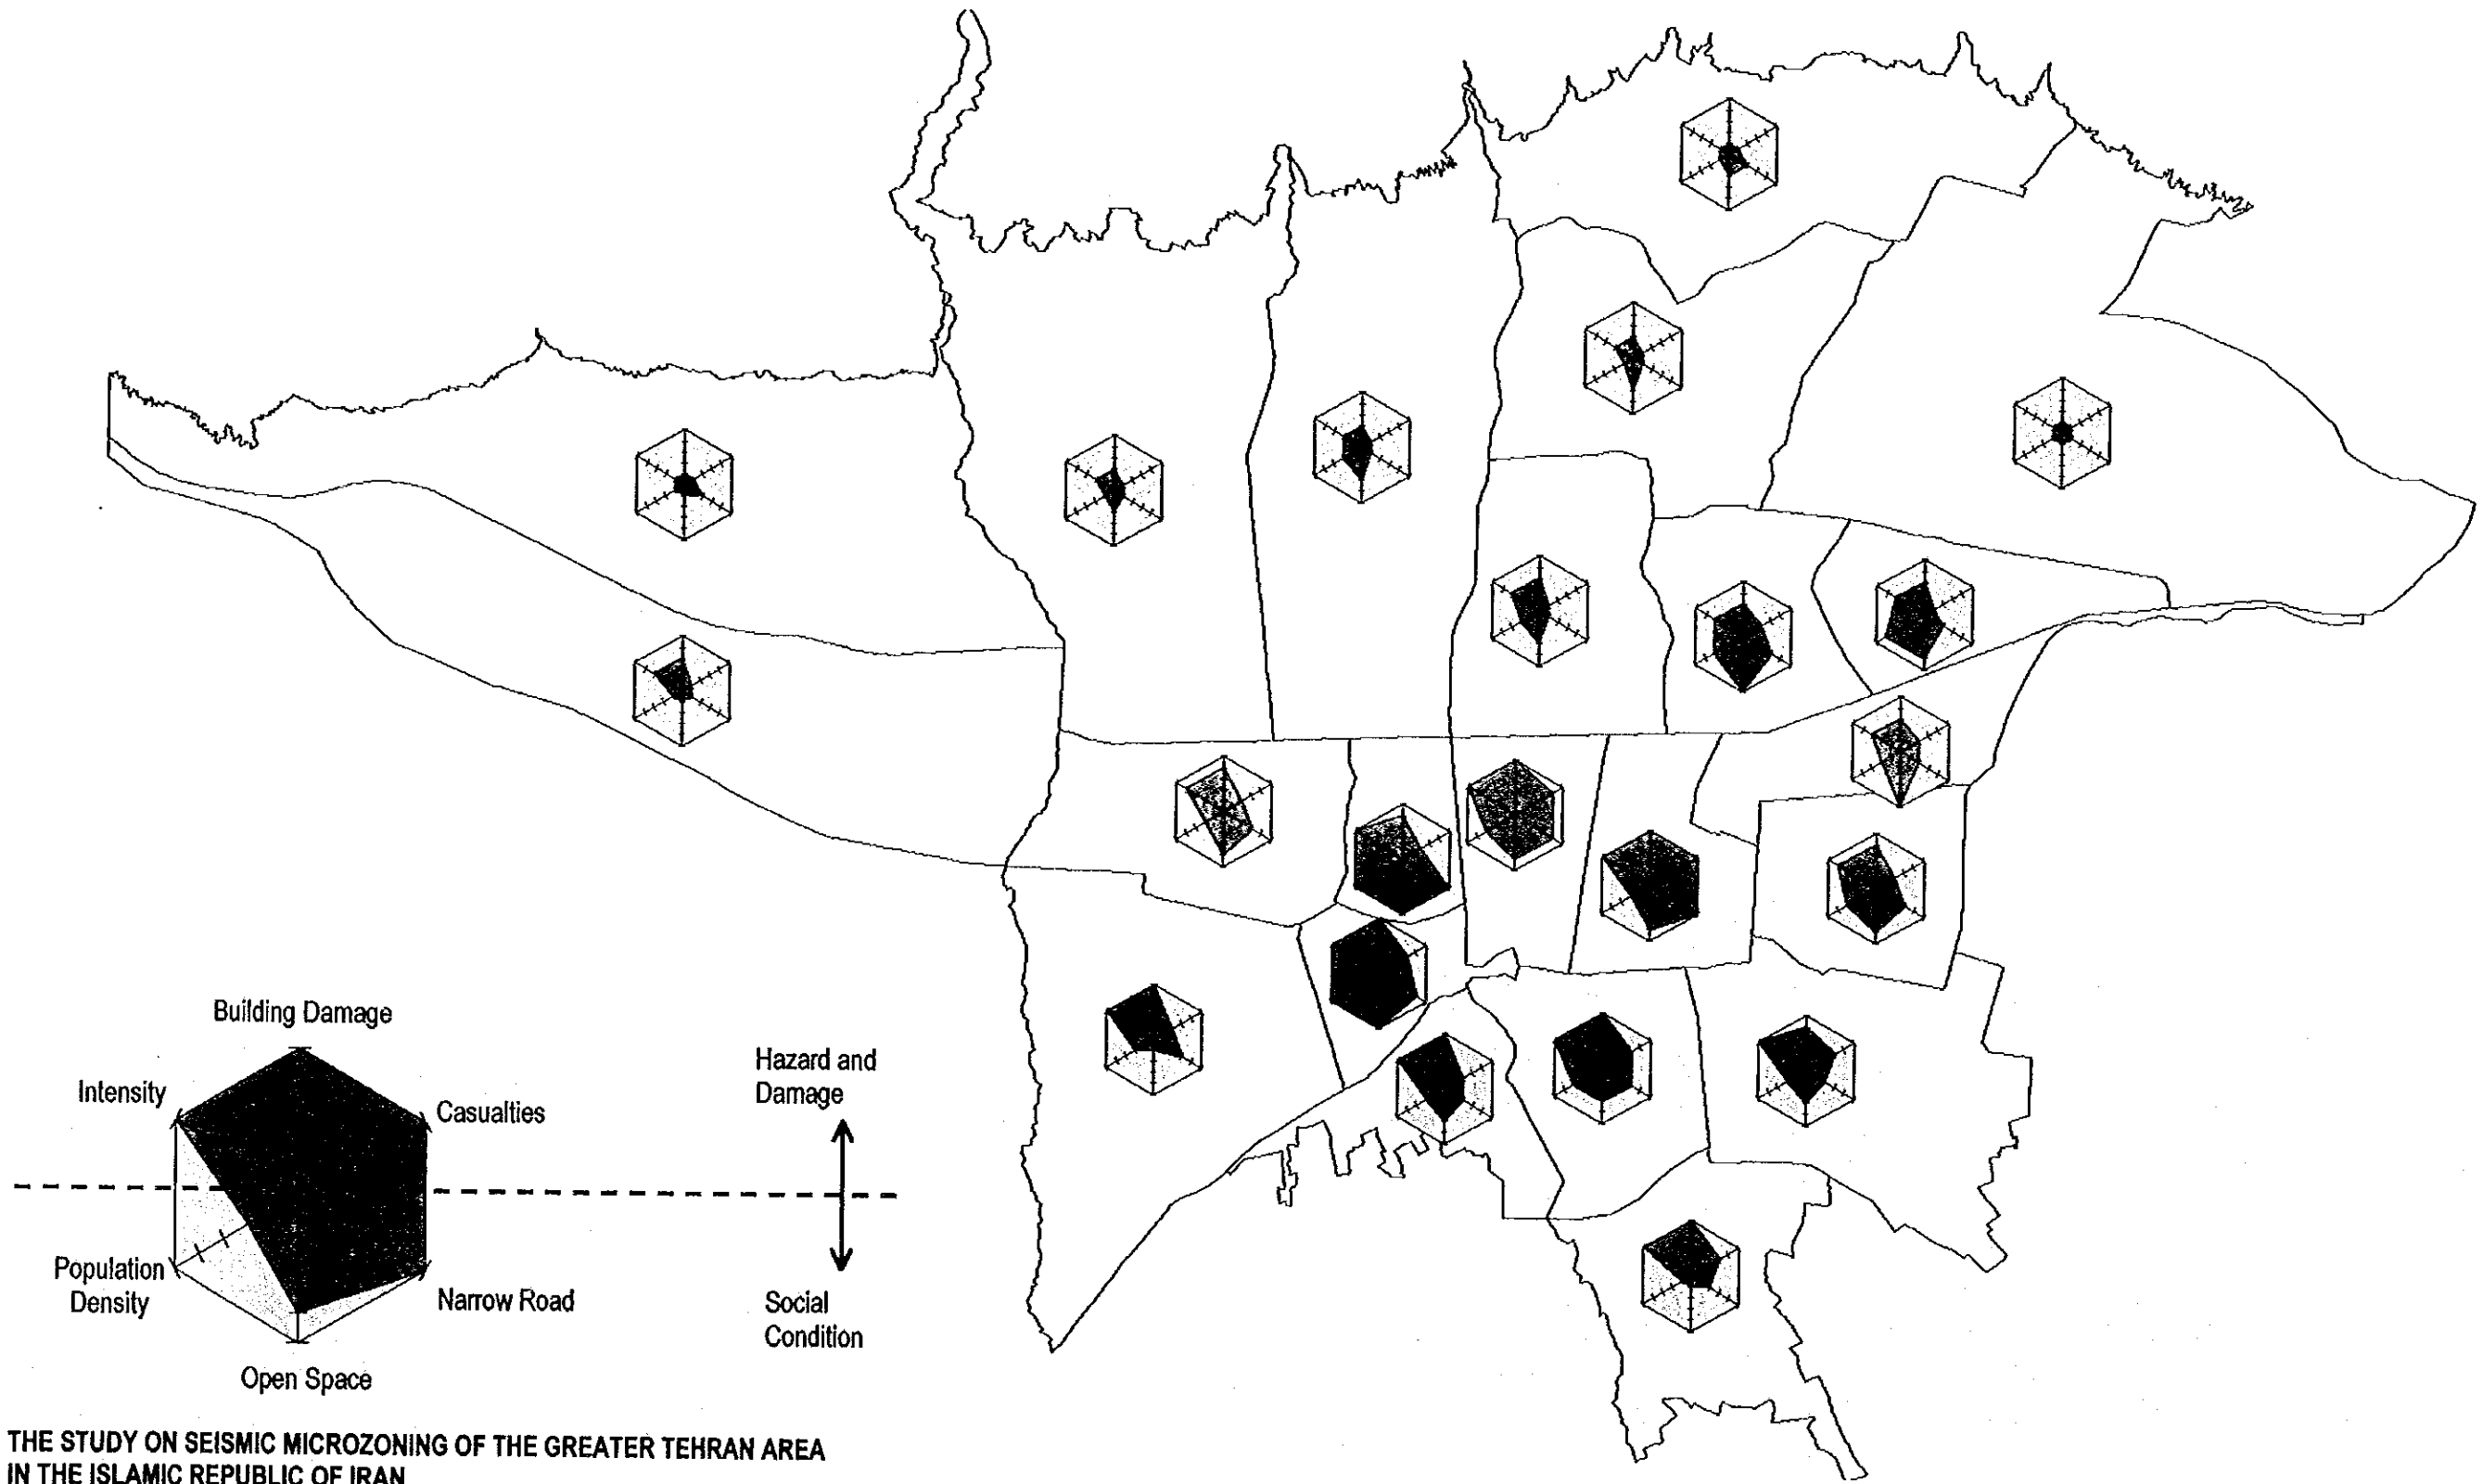 Building Damage
Intensity
Casualties
Hazard and
Damage
Population
Density
Narrow Road
Social
Condition
Open Space
THE STUDY ON SEISMIC MICROZONING OF THE GREATER TEHRAN AREA
IN THE ISLAMIC REPUBLIC OF IRAN